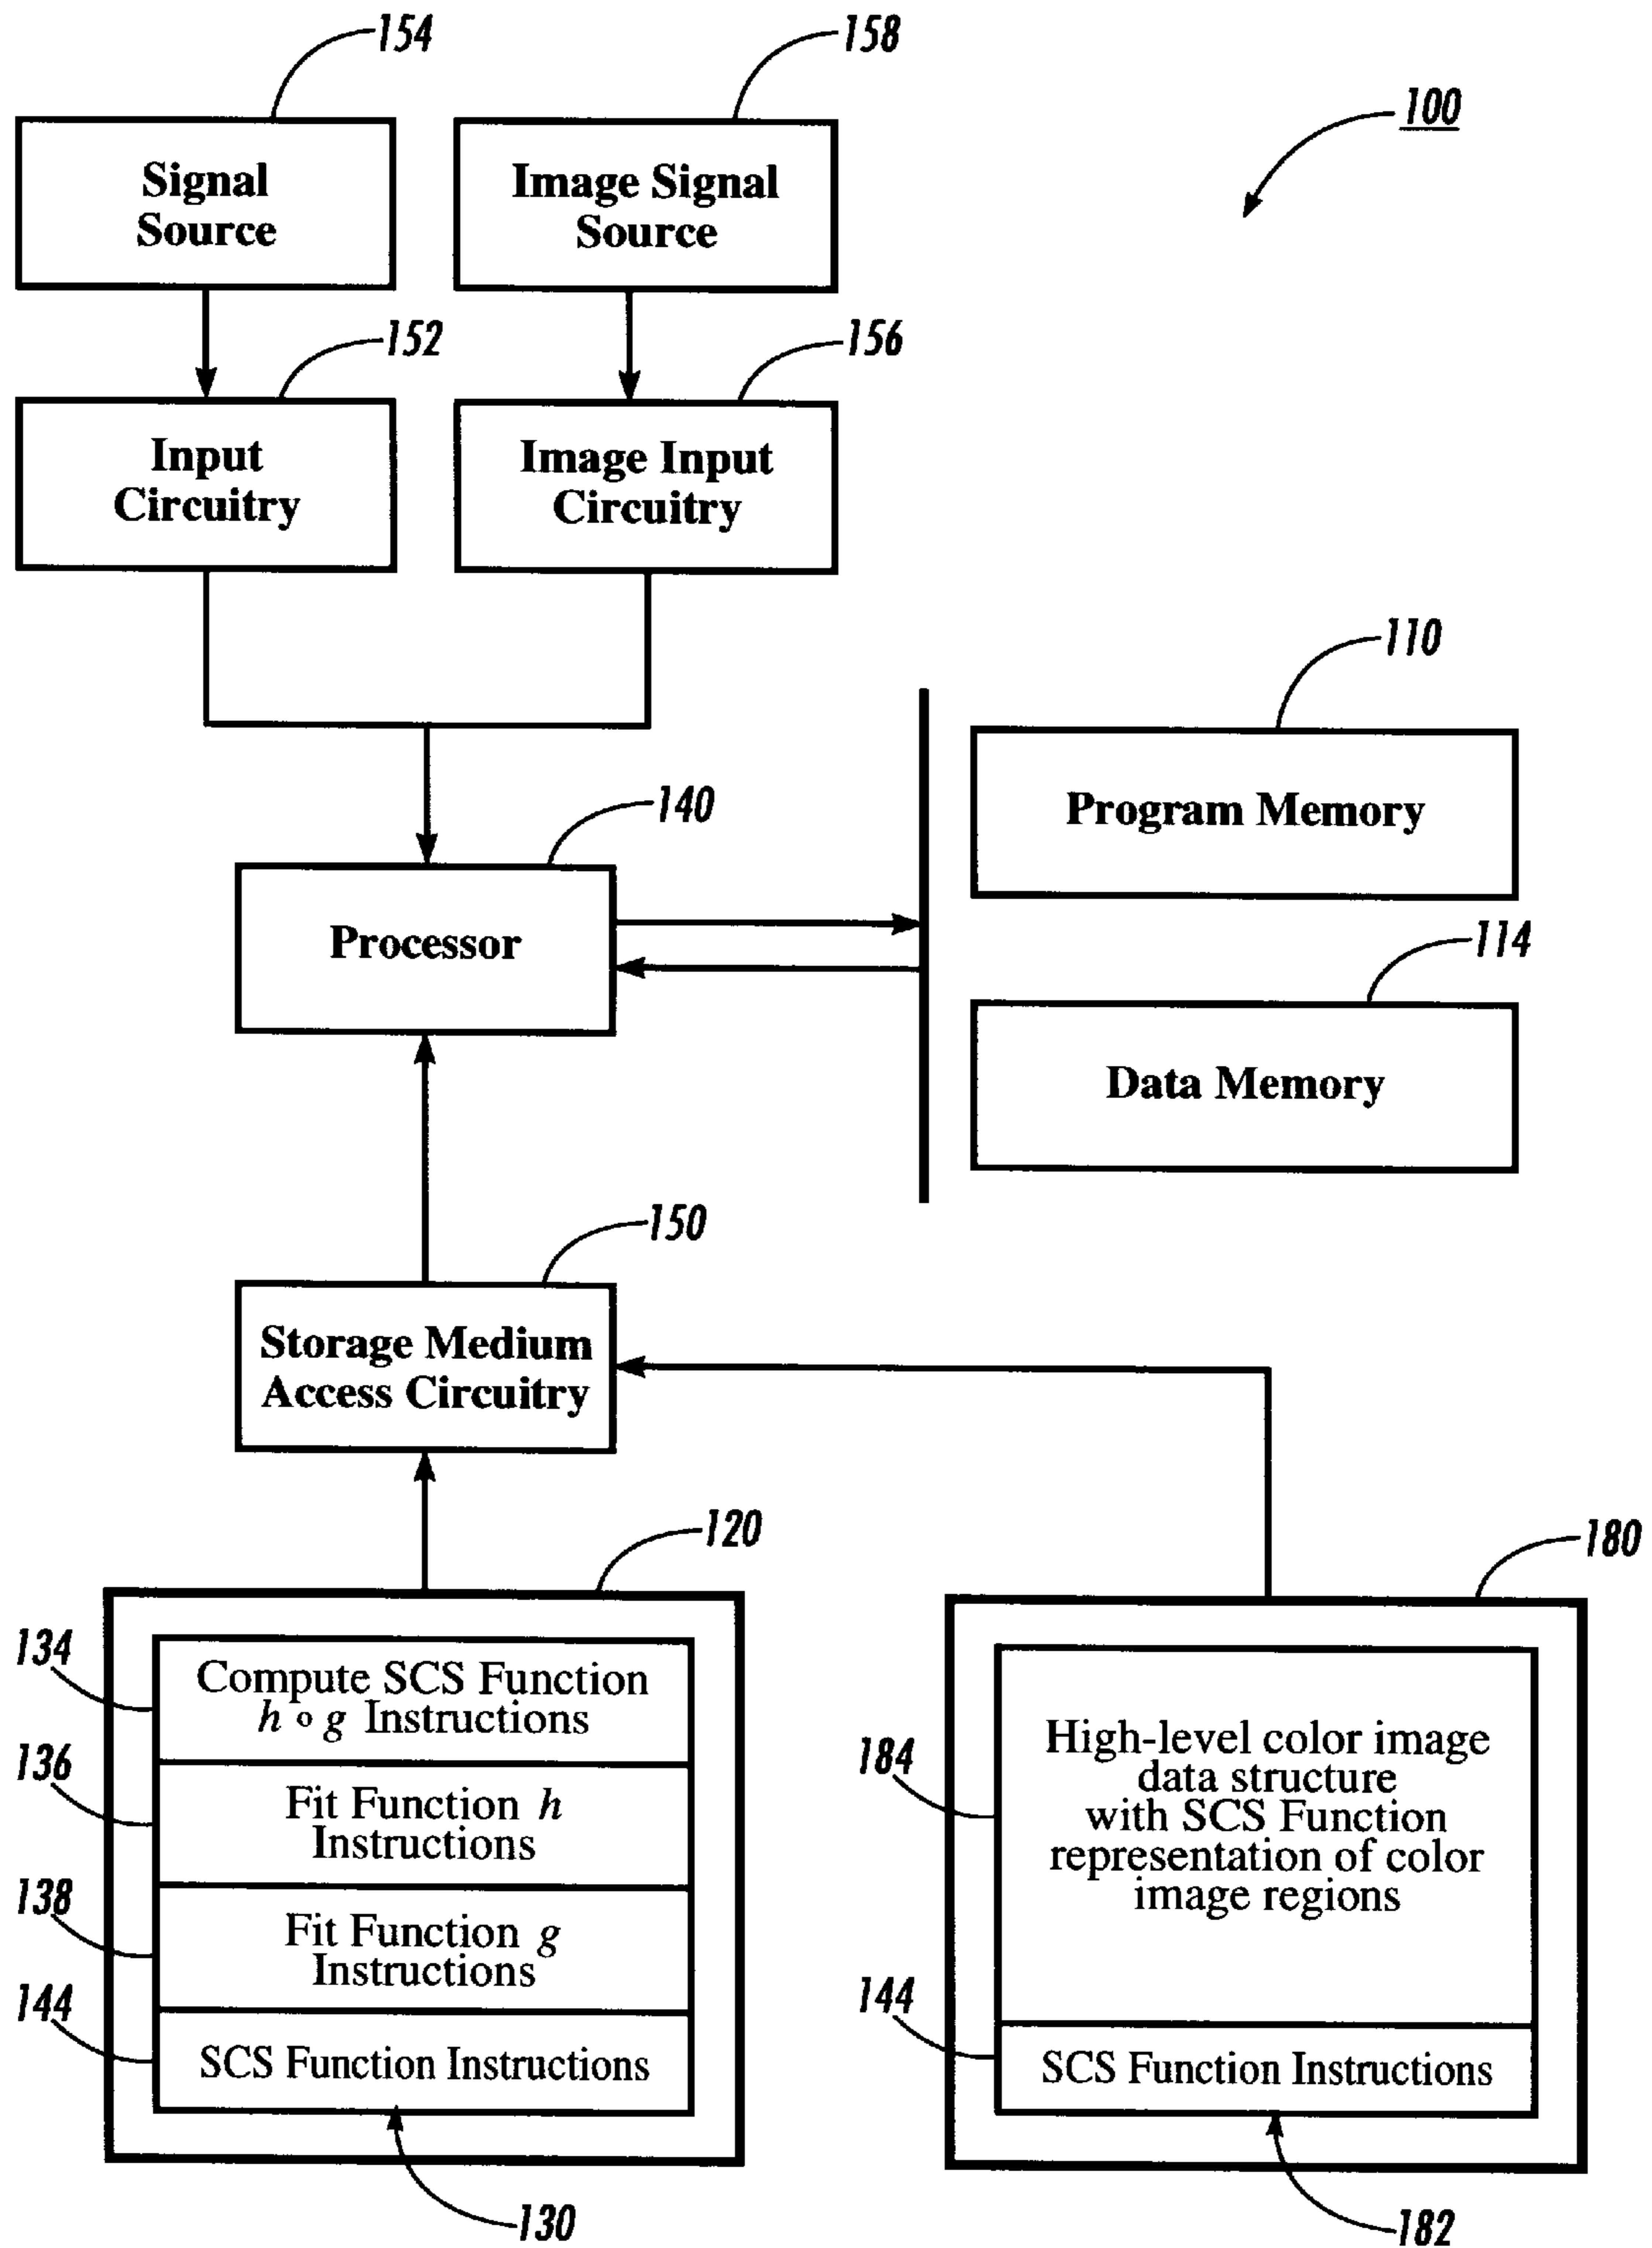 154
158
100
Signal
Source
Image Signal
Source
152
156
Input
Circuitry
Image Input
Circuitry
110
Program Memory
140
Processor
114
Data Memory
150
Storage Medium
Access Circuitry
120
180
134
Compute SCS Function
h ∘ g Instructions
136
Fit Function h
Instructions
138
Fit Function g
Instructions
144
SCS Function Instructions
130
184
High-level color image
data structure
with SCS Function
representation of color
image regions
144
SCS Function Instructions
182